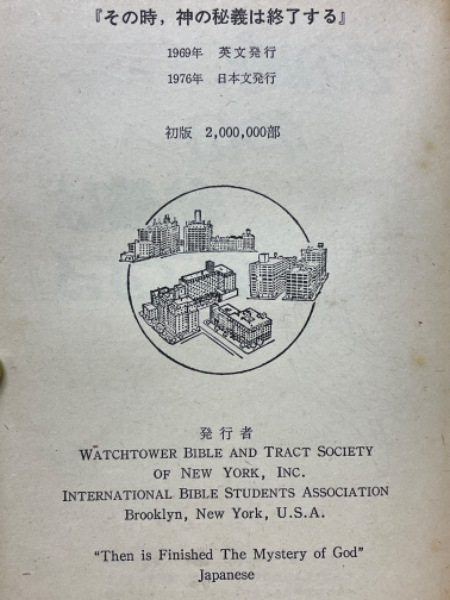 『その時，神の秘義は終了する』
1969年 英文発行
1976年 日本文発行
初版 2,000,000部
発行者
WATCHTOWER BIBLE AND TRACT SOCIETY
OF NEW YORK, INC.
INTERNATIONAL BIBLE STUDENTS ASSOCIATION
Brooklyn, New York, U.S.A.
"Then is Finished The Mystery of God"
Japanese